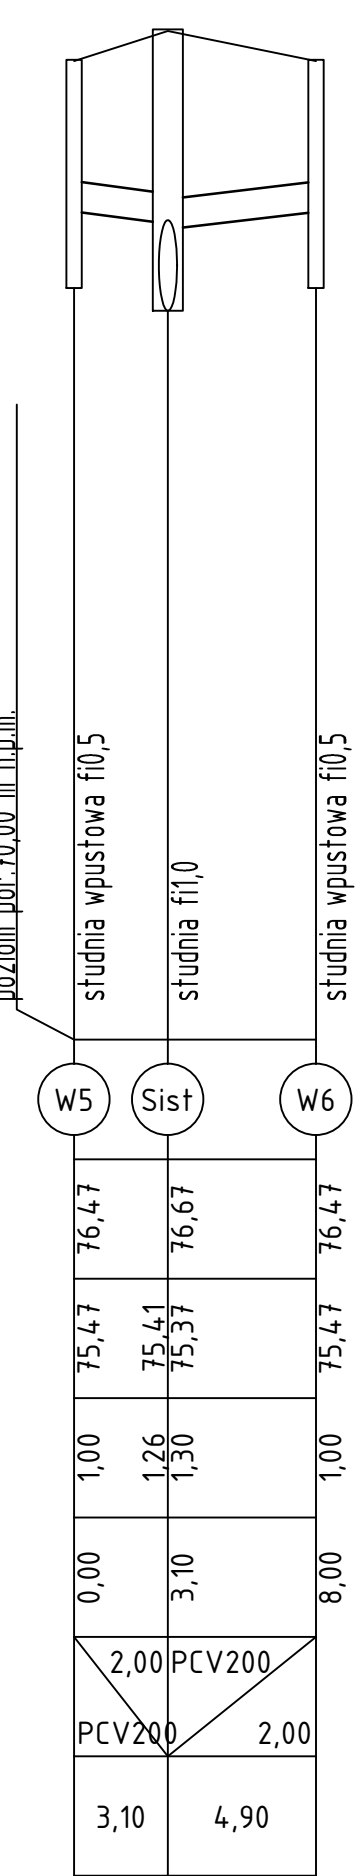 studnia wpustowa fi0,5
studnia fi1,0
studnia wpustowa fi0,5
W5 Sist W6
76,47 76,67 76,47
75,47 75,41 75,37 75,47
1,00 1,26 1,30 1,00
0,00 3,10 8,00
2,00 PCV200
PCV200 2,00
3,10 4,90